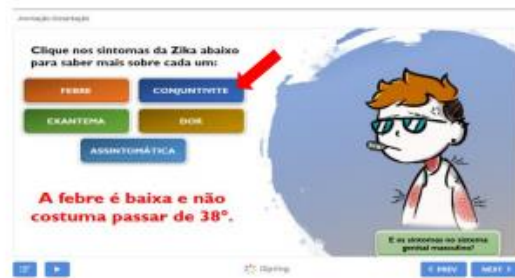 Clique nos sintomas da Zika abaixo
para saber mais sobre cada um:
FEBRE
CONJUNTIVITE
EXANTEMA
DOR
ASSINTOMÁTICA
A febre é baixa e não
costuma passar de 38°.
E os sintomas no sistema
genital masculino?
iSpring
PREV
NEXT